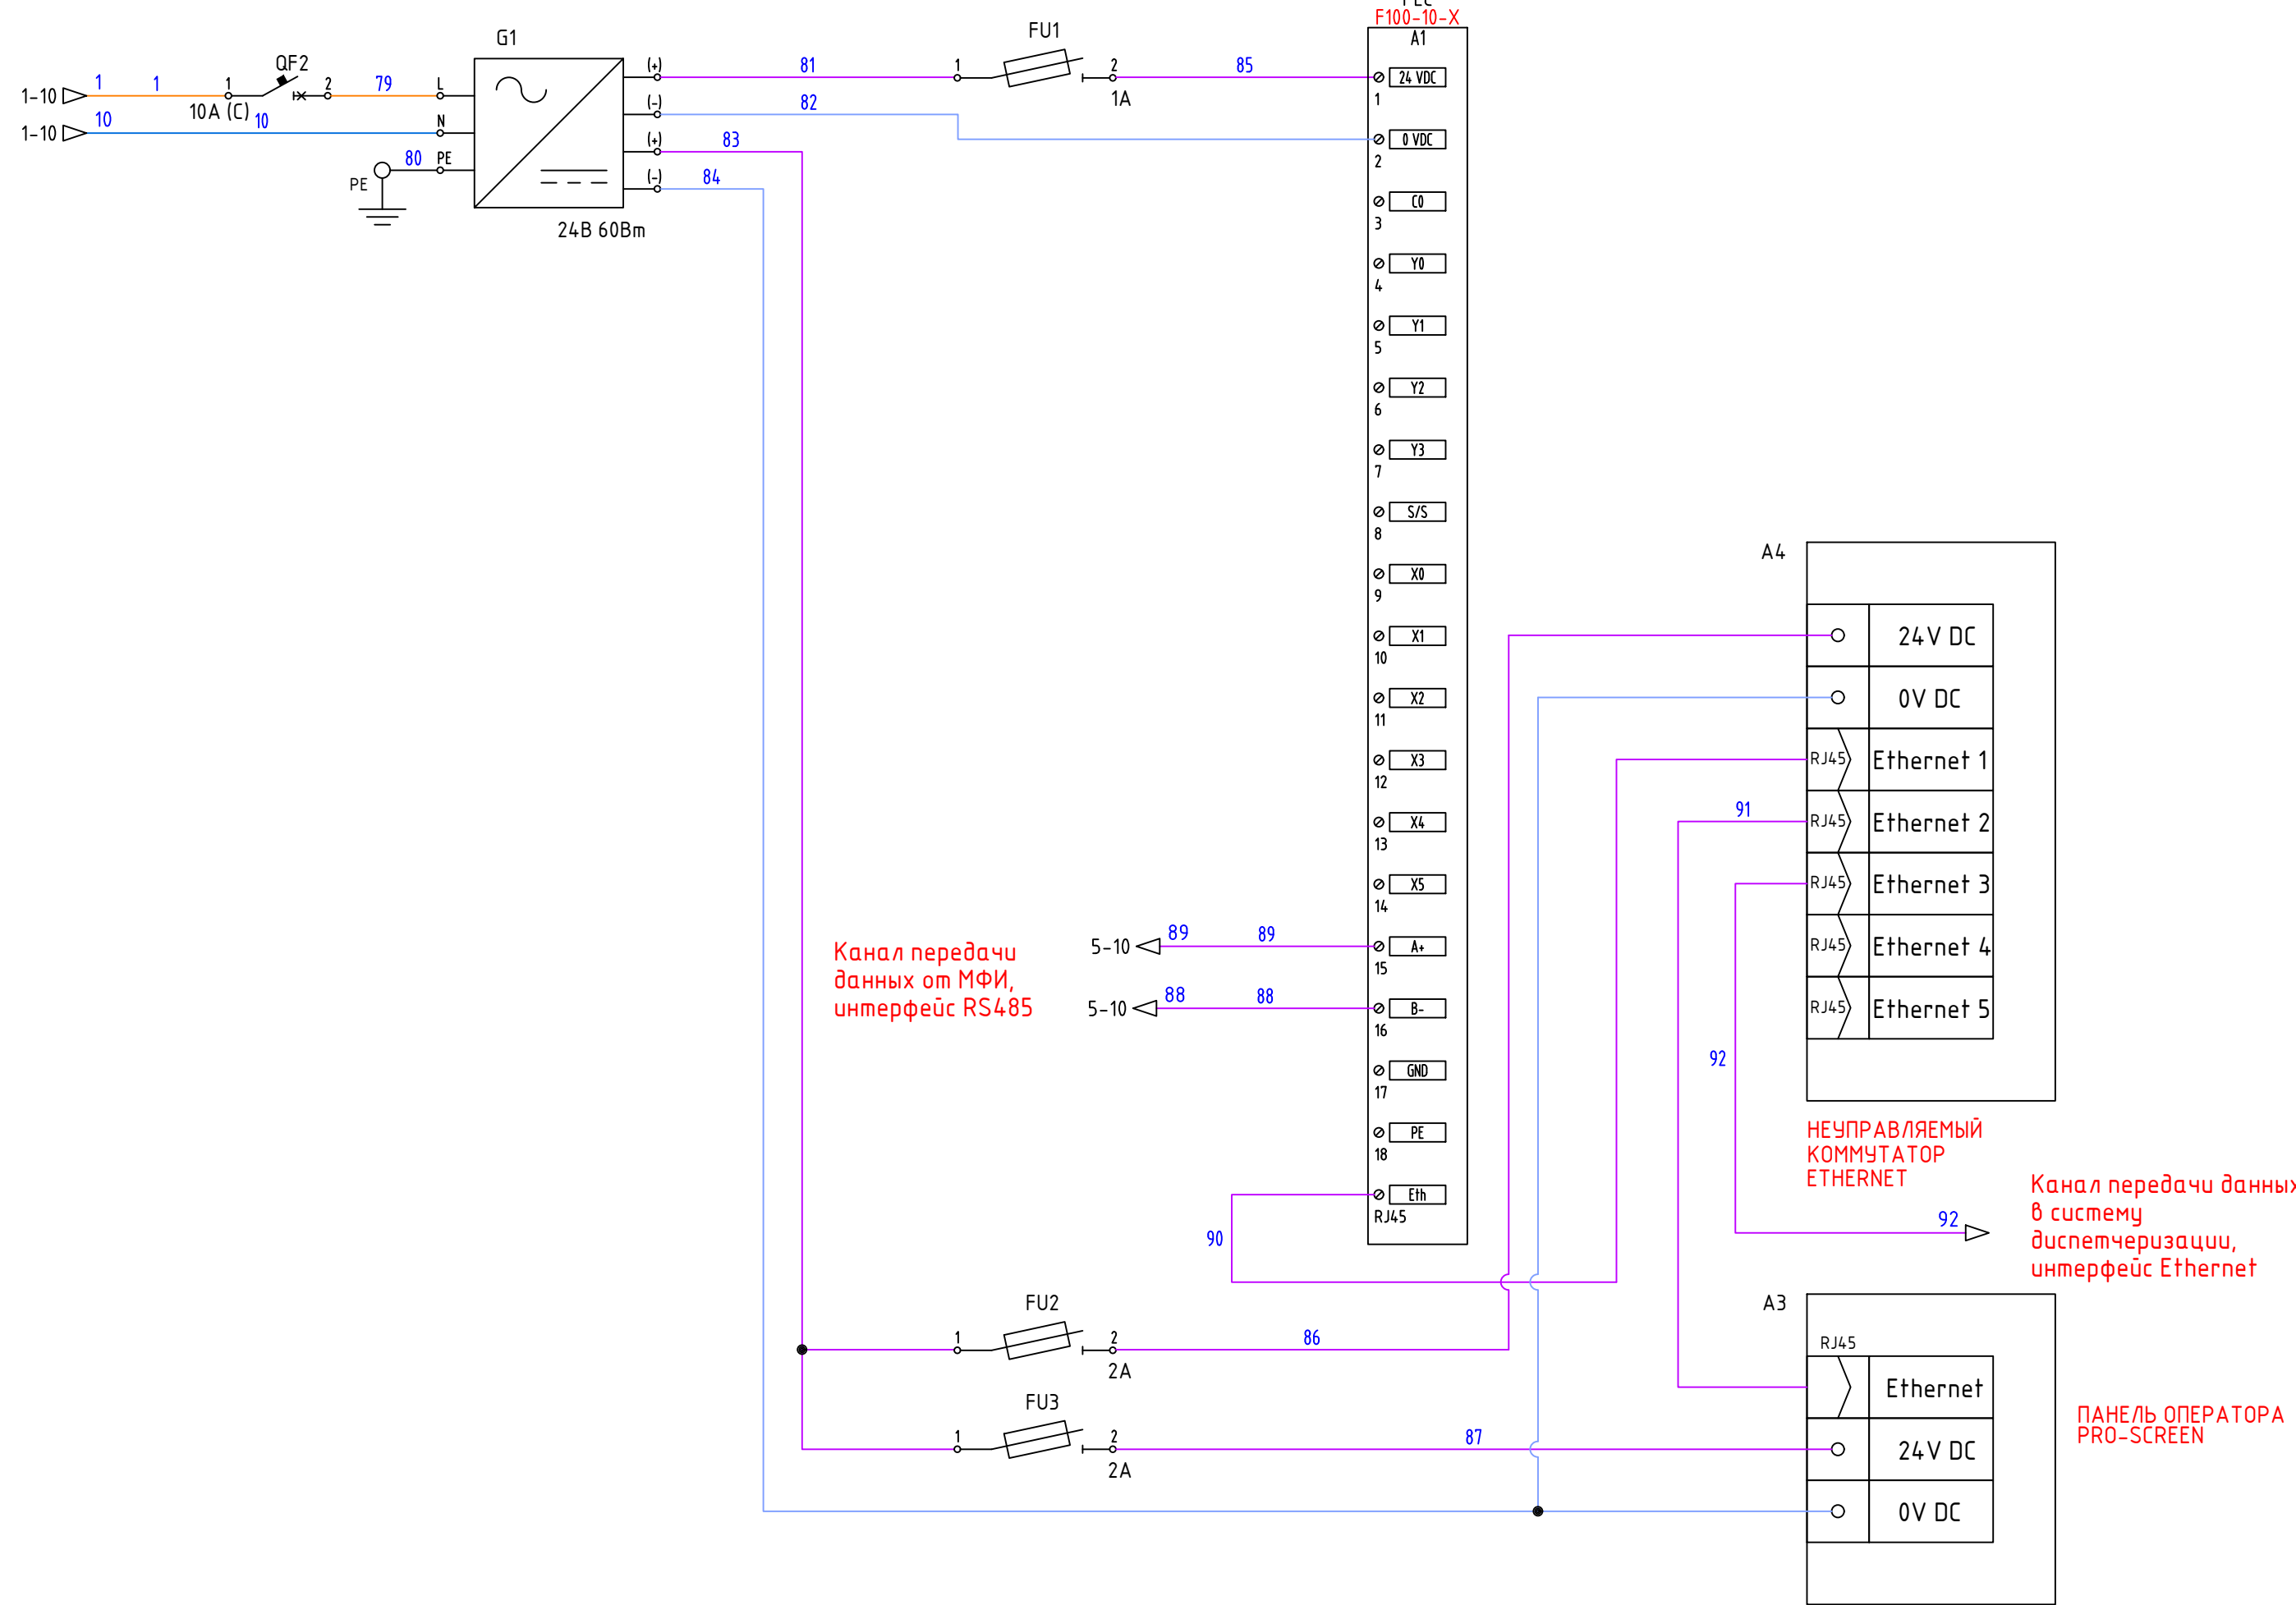 F100-10-X
A1
G1
FU1
QF2
1-10
1
1
1
2
79
L
10A (C)
1-10
10
10
N
80
PE
PE
24В 60Вт
(+)
81
1
2
85
1A
(-)
82
(+)
83
(-)
84
24 VDC
1
0 VDC
2
C0
3
Y0
4
Y1
5
Y2
6
Y3
7
S/S
8
X0
9
X1
10
X2
11
X3
12
X4
13
X5
14
A+
15
B-
16
GND
17
PE
18
Eth
RJ45
Канал передачи
данных от МФИ,
интерфейс RS485
5-10
89
89
5-10
88
88
90
A4
24V DC
0V DC
RJ45
Ethernet 1
91
RJ45
Ethernet 2
RJ45
Ethernet 3
RJ45
Ethernet 4
RJ45
Ethernet 5
92
НЕУПРАВЛЯЕМЫЙ
КОММУТАТОР
ETHERNET
92
Канал передачи данных
в систему
диспетчеризации,
интерфейс Ethernet
FU2
1
2
86
2A
FU3
1
2
87
2A
A3
RJ45
Ethernet
24V DC
0V DC
ПАНЕЛЬ ОПЕРАТОРА
PRO-SCREEN